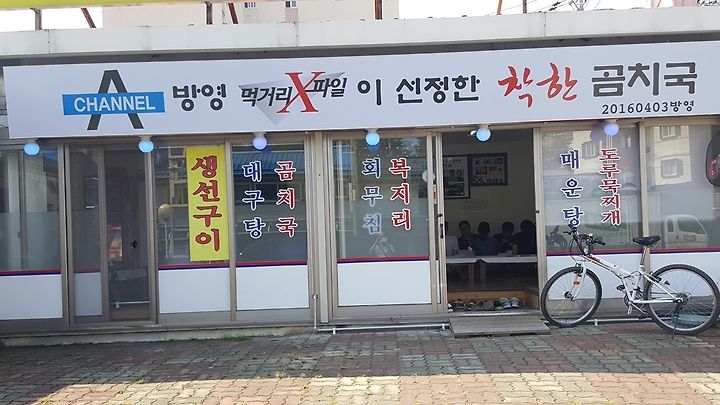 CHANNEL A 방영 먹거리X파일 이 선정한 착한 곰치국
20160403방영
생선구이
대구탕
곰치국
회무침
복지리
매운탕
도루묵찌개